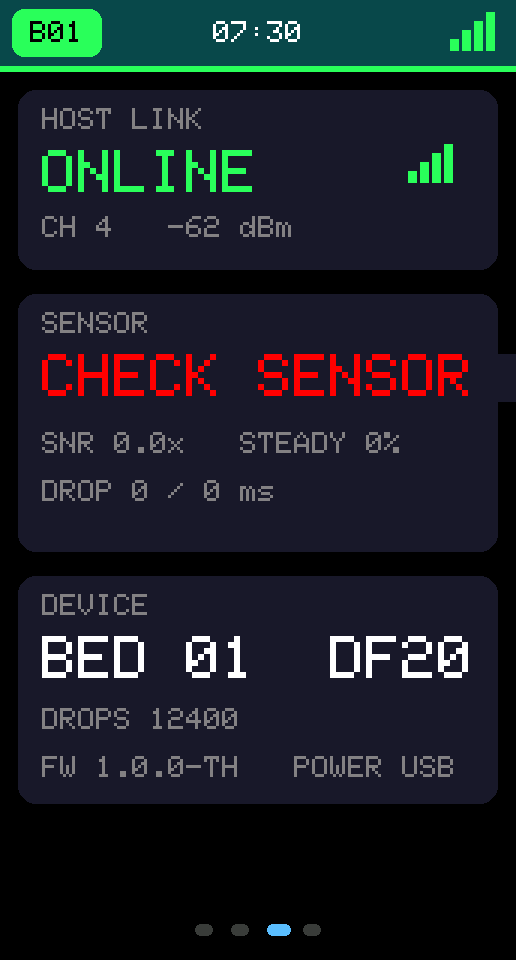 B01 07:30
HOST LINK
ONLINE
CH 4 -62 dBm
SENSOR
CHECK SENSOR
SNR 0.0x STEADY 0%
DROP 0 / 0 ms
DEVICE
BED 01 DF20
DROPS 12400
FW 1.0.0-TH POWER USB